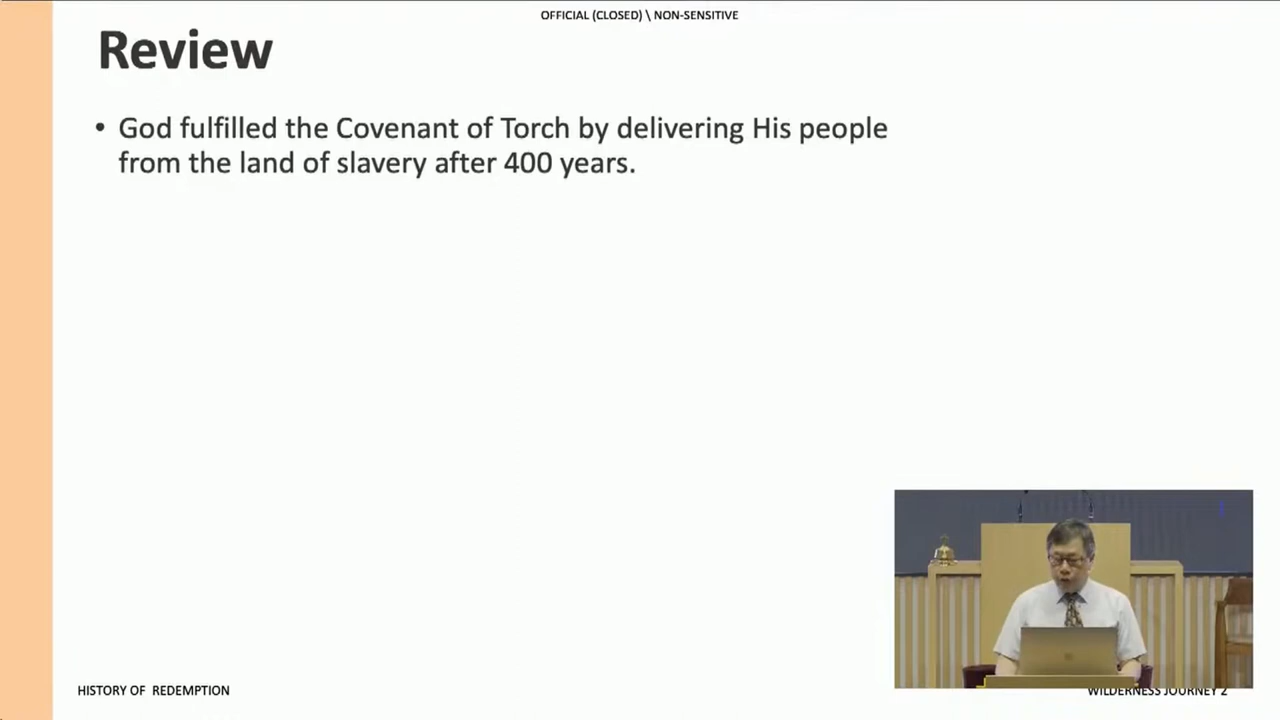 OFFICIAL (CLOSED) \ NON-SENSITIVE
Review
• God fulfilled the Covenant of Torch by delivering His people
from the land of slavery after 400 years.
HISTORY OF REDEMPTION
WILDERNESS JOURNEY 2